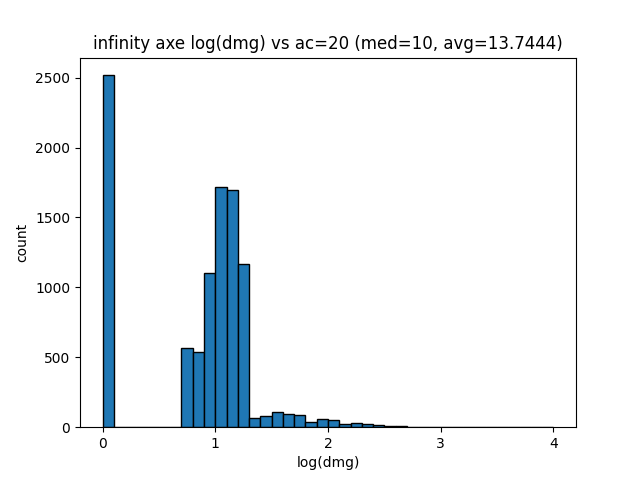 infinity axe log(dmg) vs ac=20 (med=10, avg=13.7444)
count
2500
2000
1500
1000
500
0
0 1 2 3 4
log(dmg)